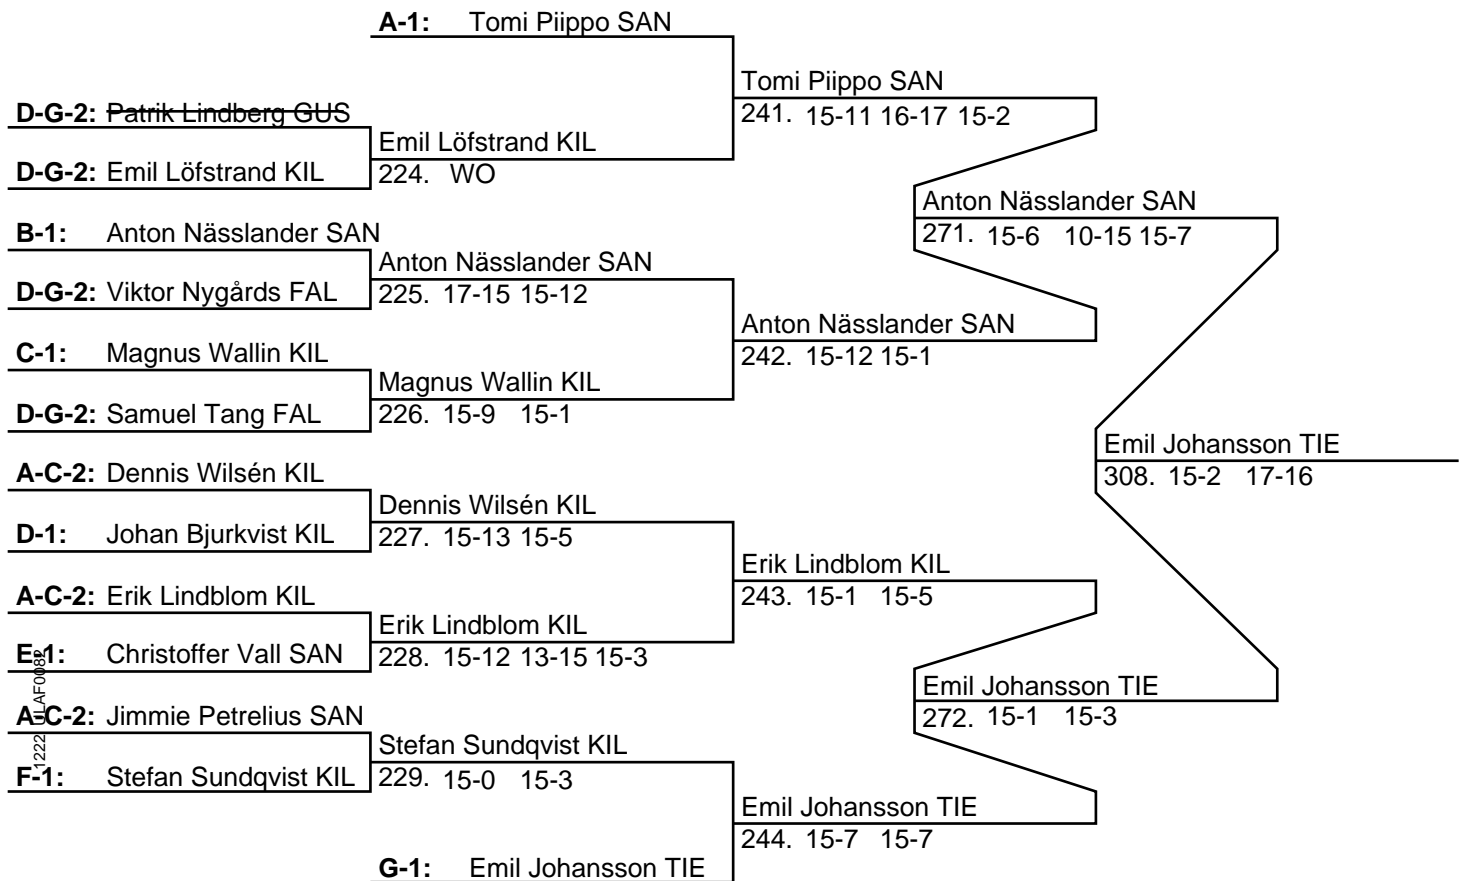 A-1: Tomi Piippo SAN
Tomi Piippo SAN
D-G-2: Patrik Lindberg GUS
241. 15-11 16-17 15-2
Emil Löfstrand KIL
D-G-2: Emil Löfstrand KIL
224. WO
Anton Nässlander SAN
B-1: Anton Nässlander SAN
271. 15-6 10-15 15-7
Anton Nässlander SAN
D-G-2: Viktor Nygårds FAL
225. 17-15 15-12
Anton Nässlander SAN
C-1: Magnus Wallin KIL
242. 15-12 15-1
Magnus Wallin KIL
D-G-2: Samuel Tang FAL
226. 15-9 15-1
Emil Johansson TIE
A-C-2: Dennis Wilsén KIL
308. 15-2 17-16
Dennis Wilsén KIL
D-1: Johan Bjurkvist KIL
227. 15-13 15-5
Erik Lindblom KIL
A-C-2: Erik Lindblom KIL
243. 15-1 15-5
Erik Lindblom KIL
E-1: Christoffer Vall SAN
228. 15-12 13-15 15-3
Emil Johansson TIE
A-C-2: Jimmie Petrelius SAN
272. 15-1 15-3
Stefan Sundqvist KIL
F-1: Stefan Sundqvist KIL
229. 15-0 15-3
Emil Johansson TIE
244. 15-7 15-7
G-1: Emil Johansson TIE
1222